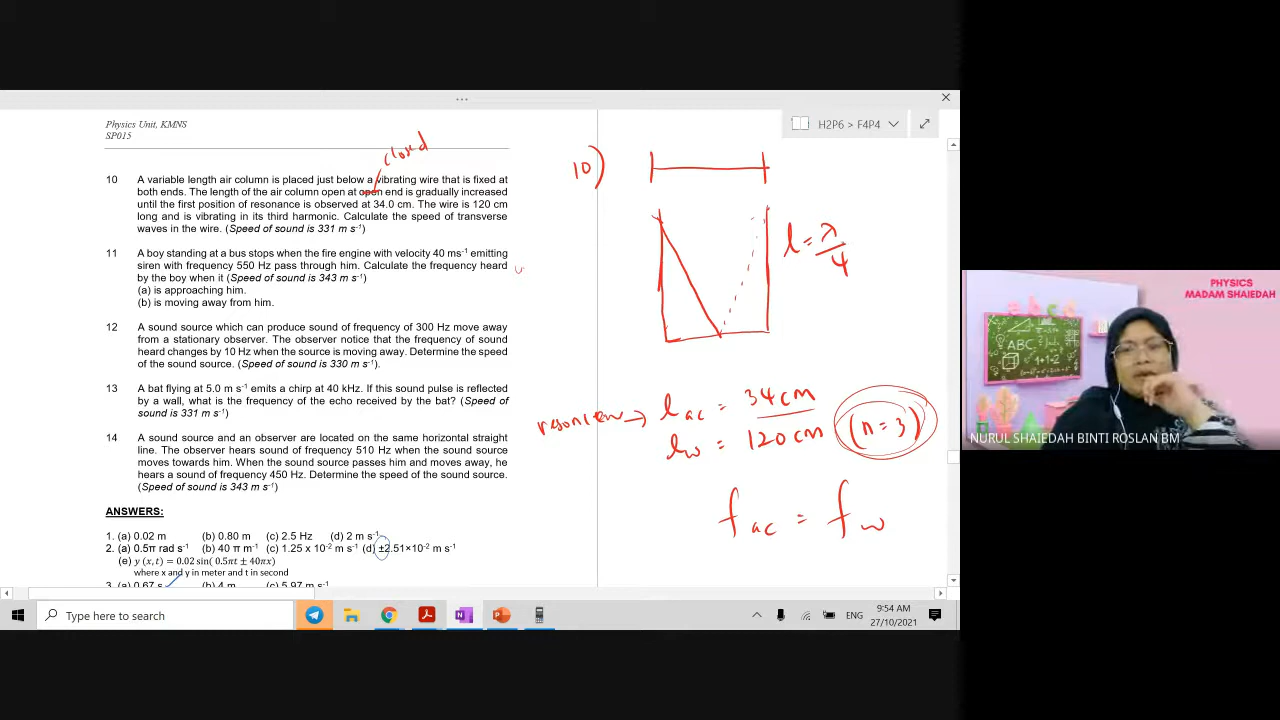 Physics Unit, KMNS
SP015
closed
10 A variable length air column is placed just below a vibrating wire that is fixed at
both ends. The length of the air column open at open end is gradually increased
until the first position of resonance is observed at 34.0 cm. The wire is 120 cm
long and is vibrating in its third harmonic. Calculate the speed of transverse
waves in the wire. (Speed of sound is 331 m s⁻¹)
11 A boy standing at a bus stops when the fire engine with velocity 40 ms⁻¹ emitting
siren with frequency 550 Hz pass through him. Calculate the frequency heard
by the boy when it (Speed of sound is 343 m s⁻¹)
(a) is approaching him.
(b) is moving away from him.
12 A sound source which can produce sound of frequency of 300 Hz move away
from a stationary observer. The observer notice that the frequency of sound
heard changes by 10 Hz when the source is moving away. Determine the speed
of the sound source. (Speed of sound is 330 m s⁻¹).
13 A bat flying at 5.0 m s⁻¹ emits a chirp at 40 kHz. If this sound pulse is reflected
by a wall, what is the frequency of the echo received by the bat? (Speed of
sound is 331 m s⁻¹)
14 A sound source and an observer are located on the same horizontal straight
line. The observer hears sound of frequency 510 Hz when the sound source
moves towards him. When the sound source passes him and moves away, he
hears a sound of frequency 450 Hz. Determine the speed of the sound source.
(Speed of sound is 343 m s⁻¹)
ANSWERS:
1. (a) 0.02 m (b) 0.80 m (c) 2.5 Hz (d) 2 m s⁻¹
2. (a) 0.5π rad s⁻¹ (b) 40 π m⁻¹ (c) 1.25 x 10⁻² m s⁻¹ (d) ±2.51×10⁻² m s⁻¹
(e) y (x,t) = 0.02 sin( 0.5πt ± 40πx)
where x and y in meter and t in second
3. (a) 0.67 s (b) 4 m (c) 5.97 m s⁻¹
H2P6 > F4P4
10)
l = λ/4
l ac = 34 cm
l w = 120 cm (n = 3)
f ac = f w
PHYSICS
MADAM SHAIEDAH
ABC
NURUL SHAIEDAH BINTI ROSLAN BM
Type here to search
ENG
9:54 AM
27/10/2021